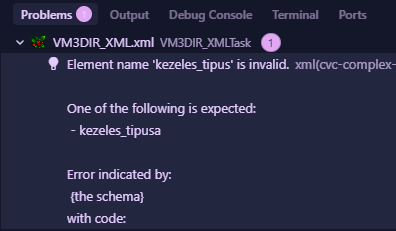 Problems 1 Output Debug Console Terminal Ports
VM3DIR_XML.xml VM3DIR_XMLTask 1
Element name 'kezeles_tipus' is invalid. xml(cvc-complex-
One of the following is expected:
- kezeles_tipusa
Error indicated by:
{the schema}
with code: